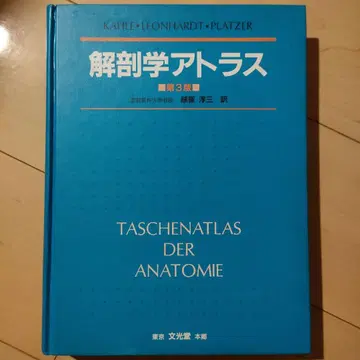 KAHLE・LEONHARDT・PLATZER
解剖学アトラス
■第3版■
越智淳三 訳
TASCHENATLAS
DER
ANATOMIE
東京 文光堂 本郷